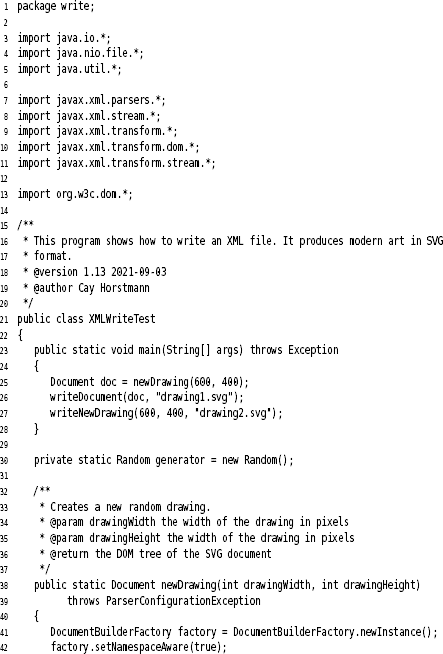 1 package write;
2
3 import java.io.*;
4 import java.nio.file.*;
5 import java.util.*;
6
7 import javax.xml.parsers.*;
8 import javax.xml.stream.*;
9 import javax.xml.transform.*;
10 import javax.xml.transform.dom.*;
11 import javax.xml.transform.stream.*;
12
13 import org.w3c.dom.*;
14
15 /**
16  * This program shows how to write an XML file. It produces modern art in SVG
17  * format.
18  * @version 1.13 2021-09-03
19  * @author Cay Horstmann
20  */
21 public class XMLWriteTest
22 {
23    public static void main(String[] args) throws Exception
24    {
25       Document doc = newDrawing(600, 400);
26       writeDocument(doc, "drawing1.svg");
27       writeNewDrawing(600, 400, "drawing2.svg");
28    }
29
30    private static Random generator = new Random();
31
32    /**
33     * Creates a new random drawing.
34     * @param drawingWidth the width of the drawing in pixels
35     * @param drawingHeight the width of the drawing in pixels
36     * @return the DOM tree of the SVG document
37     */
38    public static Document newDrawing(int drawingWidth, int drawingHeight)
39          throws ParserConfigurationException
40    {
41       DocumentBuilderFactory factory = DocumentBuilderFactory.newInstance();
42       factory.setNamespaceAware(true);